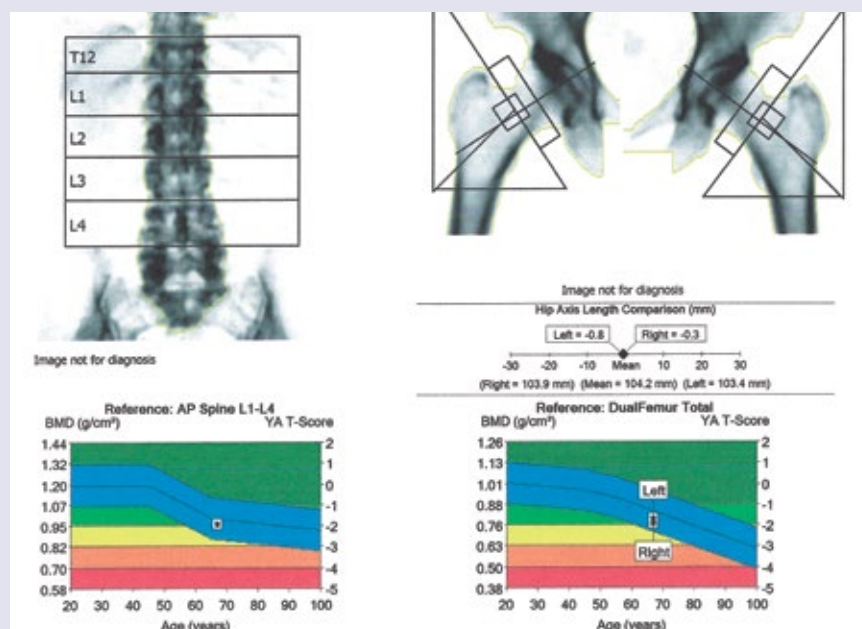 T12
L1
L2
L3
L4
Image not for diagnosis
Reference: AP Spine L1-L4
BMD (g/cm²) YA T-Score
1.44 2
1.32 1
1.20 0
1.07 -1
0.95 -2
0.82 -3
0.70 -4
0.58 -5
20 30 40 50 60 70 80 90 100
Age (years)
Image not for diagnosis
Hip Axis Length Comparison (mm)
Left = -0.8 Right = -0.3
-30 -20 -10 Mean 10 20 30
(Right = 103.9 mm) (Mean = 104.2 mm) (Left = 103.4 mm)
Reference: DualFemur Total
BMD (g/cm²) YA T-Score
1.26 2
1.13 1
1.01 0
0.88 -1
0.76 -2
0.63 -3
0.50 -4
0.38 -5
Left
Right
20 30 40 50 60 70 80 90 100
Age (years)